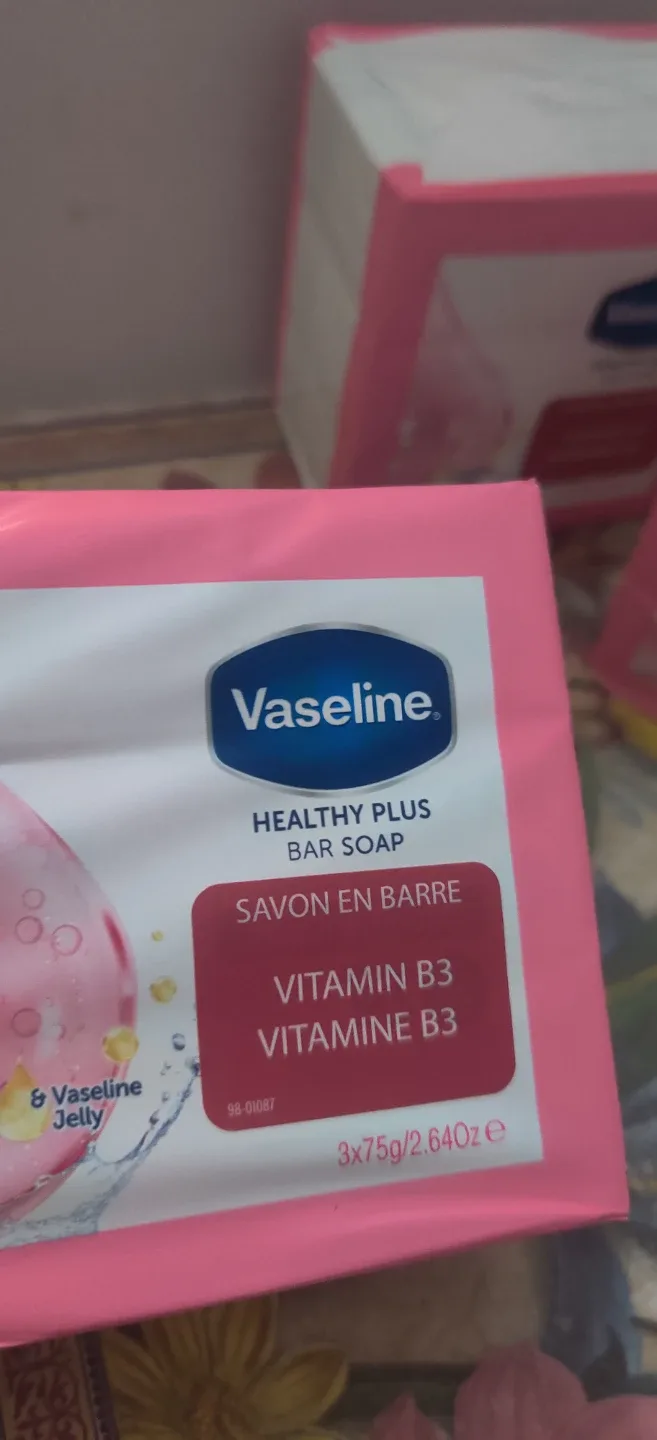 Vaseline®
HEALTHY PLUS
BAR SOAP
SAVON EN BARRE
VITAMIN B3
VITAMINE B3
& Vaseline
Jelly
98-01087
3x75g/2.64Oz ℮